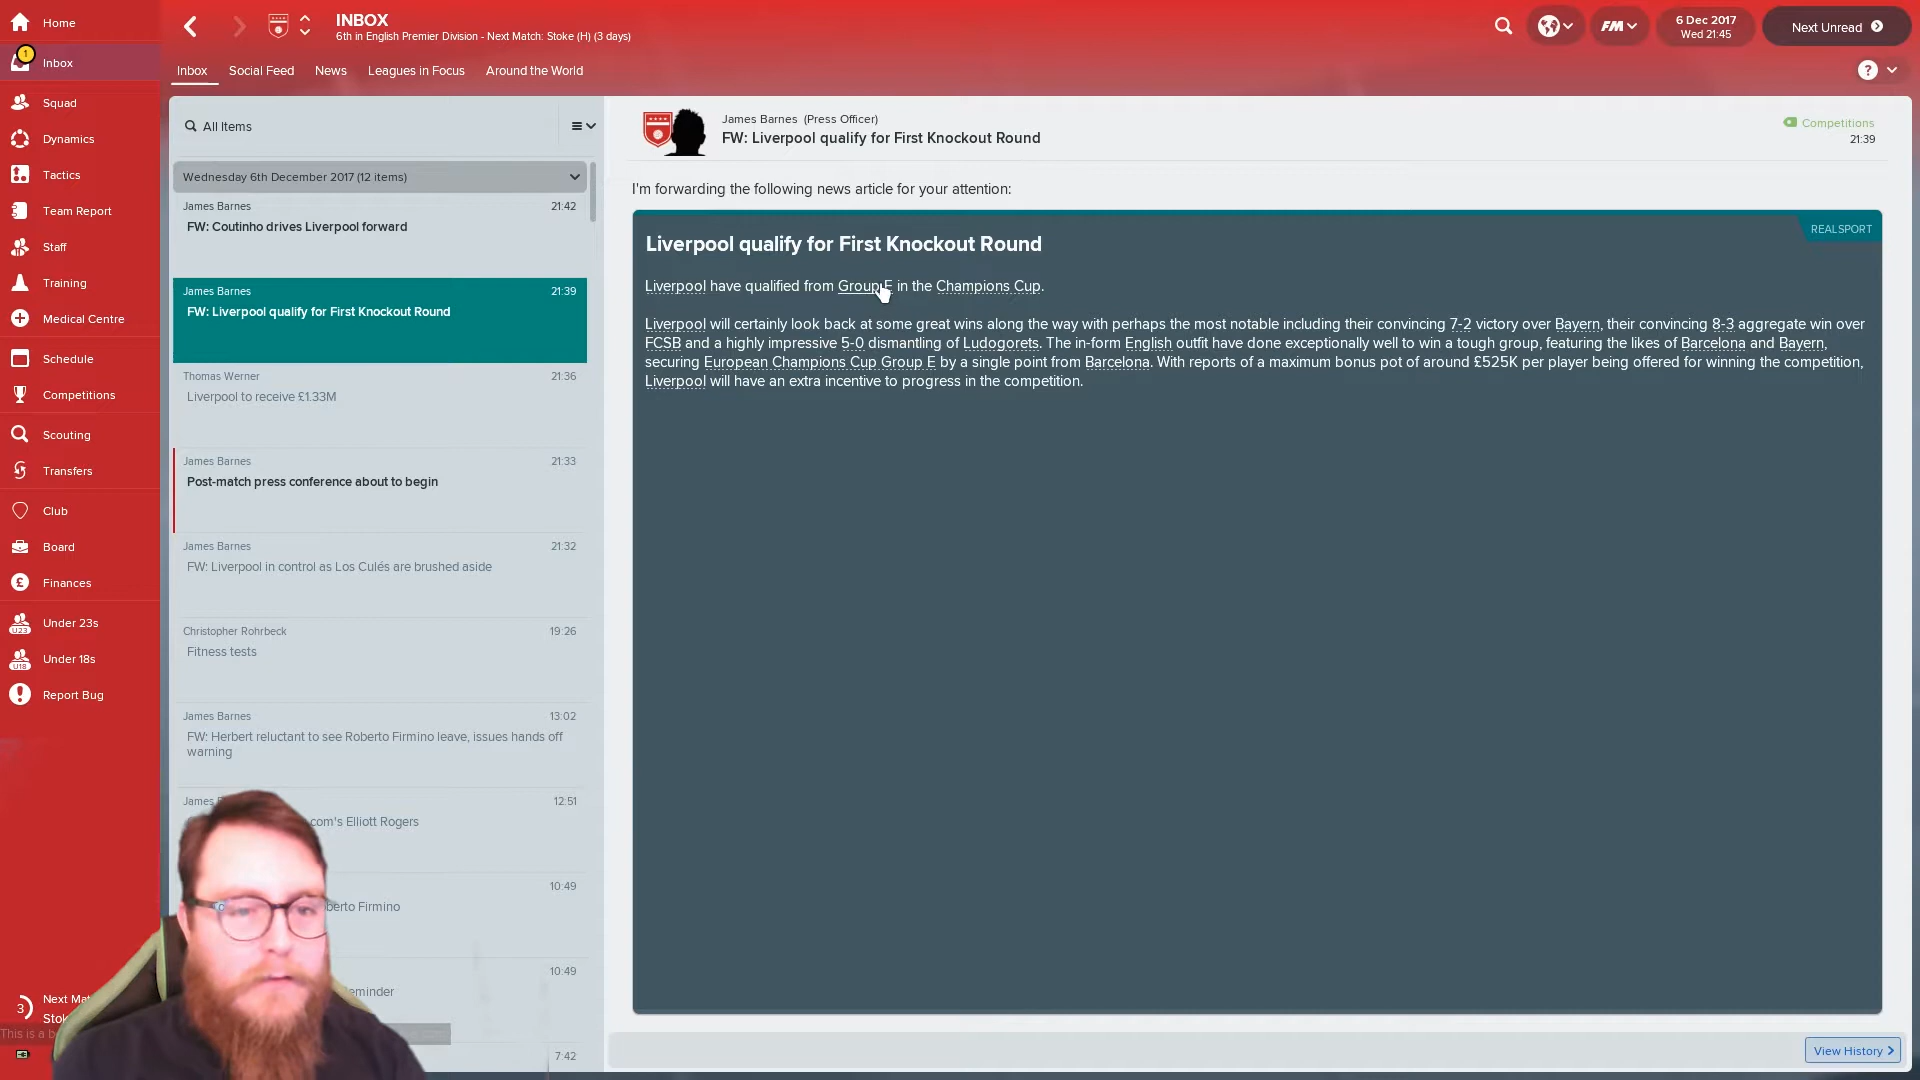 Home
1
Inbox
Squad
Dynamics
Tactics
Team Report
Staff
Training
Medical Centre
Schedule
Competitions
Scouting
Transfers
Club
Board
Finances
Under 23s
U23
Under 18s
U18
Report Bug
3
Next Mat
Stok
This is a b
INBOX
6th in English Premier Division - Next Match: Stoke (H) (3 days)
FM
6 Dec 2017
Wed 21:45
Next Unread
Inbox
Social Feed
News
Leagues in Focus
Around the World
?
All Items
Wednesday 6th December 2017 (12 items)
James Barnes 21:42
FW: Coutinho drives Liverpool forward
James Barnes 21:39
FW: Liverpool qualify for First Knockout Round
Thomas Werner 21:36
Liverpool to receive £1.33M
James Barnes 21:33
Post-match press conference about to begin
James Barnes 21:32
FW: Liverpool in control as Los Culés are brushed aside
Christopher Rohrbeck 19:26
Fitness tests
James Barnes 13:02
FW: Herbert reluctant to see Roberto Firmino leave, issues hands off
warning
James 12:51
com's Elliott Rogers
10:49
berto Firmino
10:49
eminder
7:42
James Barnes (Press Officer)
FW: Liverpool qualify for First Knockout Round
Competitions
21:39
I'm forwarding the following news article for your attention:
REALSPORT
Liverpool qualify for First Knockout Round
Liverpool have qualified from Group E in the Champions Cup.
Liverpool will certainly look back at some great wins along the way with perhaps the most notable including their convincing 7-2 victory over Bayern, their convincing 8-3 aggregate win over
FCSB and a highly impressive 5-0 dismantling of Ludogorets. The in-form English outfit have done exceptionally well to win a tough group, featuring the likes of Barcelona and Bayern,
securing European Champions Cup Group E by a single point from Barcelona. With reports of a maximum bonus pot of around £525K per player being offered for winning the competition,
Liverpool will have an extra incentive to progress in the competition.
View History